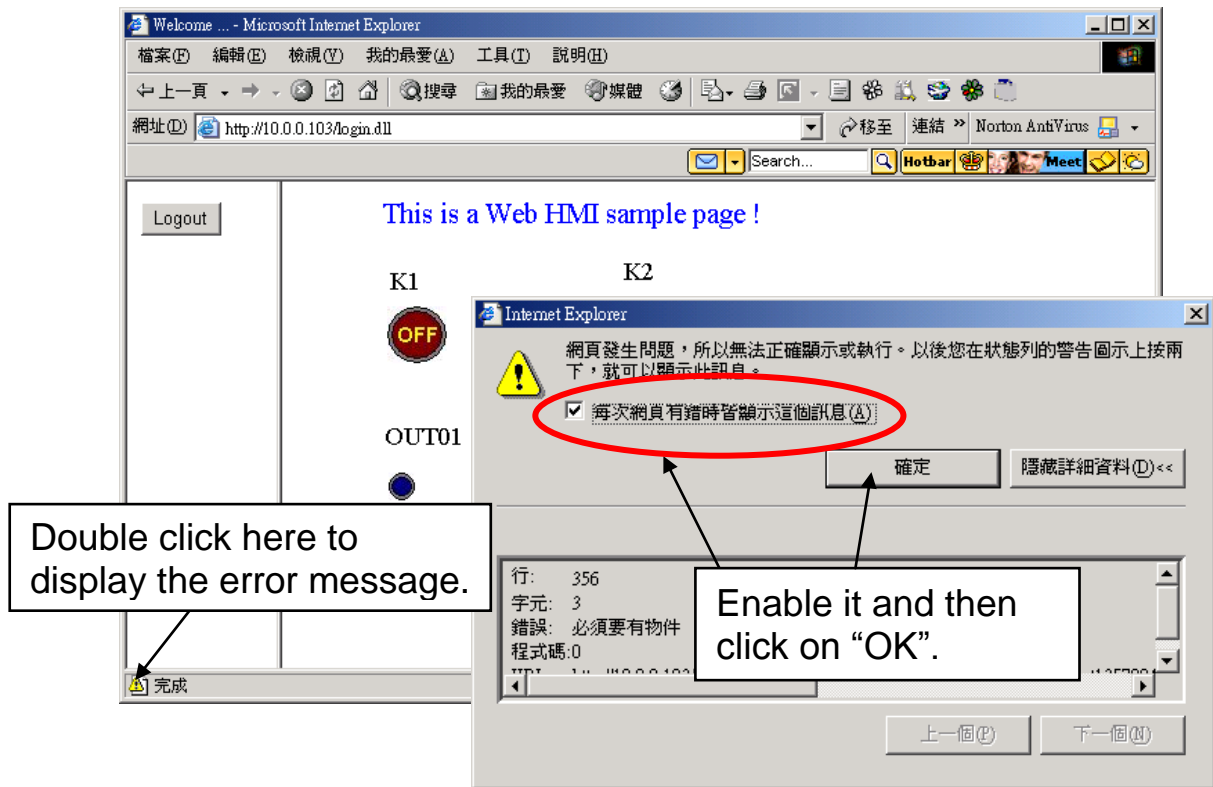 Welcome ... - Microsoft Internet Explorer
檔案(F) 編輯(E) 檢視(V) 我的最愛(A) 工具(T) 說明(H)
上一頁 搜尋 我的最愛 媒體
網址(D) http://10.0.0.103/login.dll 移至 連結 » Norton AntiVirus
Search... Hotbar Meet
Logout
This is a Web HMI sample page !
K1 K2
OFF
Internet Explorer
網頁發生問題，所以無法正確顯示或執行。以後您在狀態列的警告圖示上按兩
下，就可以顯示此訊息。
每次網頁有錯時皆顯示這個訊息(A)
OUT01
確定 隱藏詳細資料(D)<<
Double click here to
display the error message.
行: 356
字元: 3
錯誤: 必須要有物件
程式碼:0
Enable it and then
click on “OK”.
完成
上一個(P) 下一個(N)